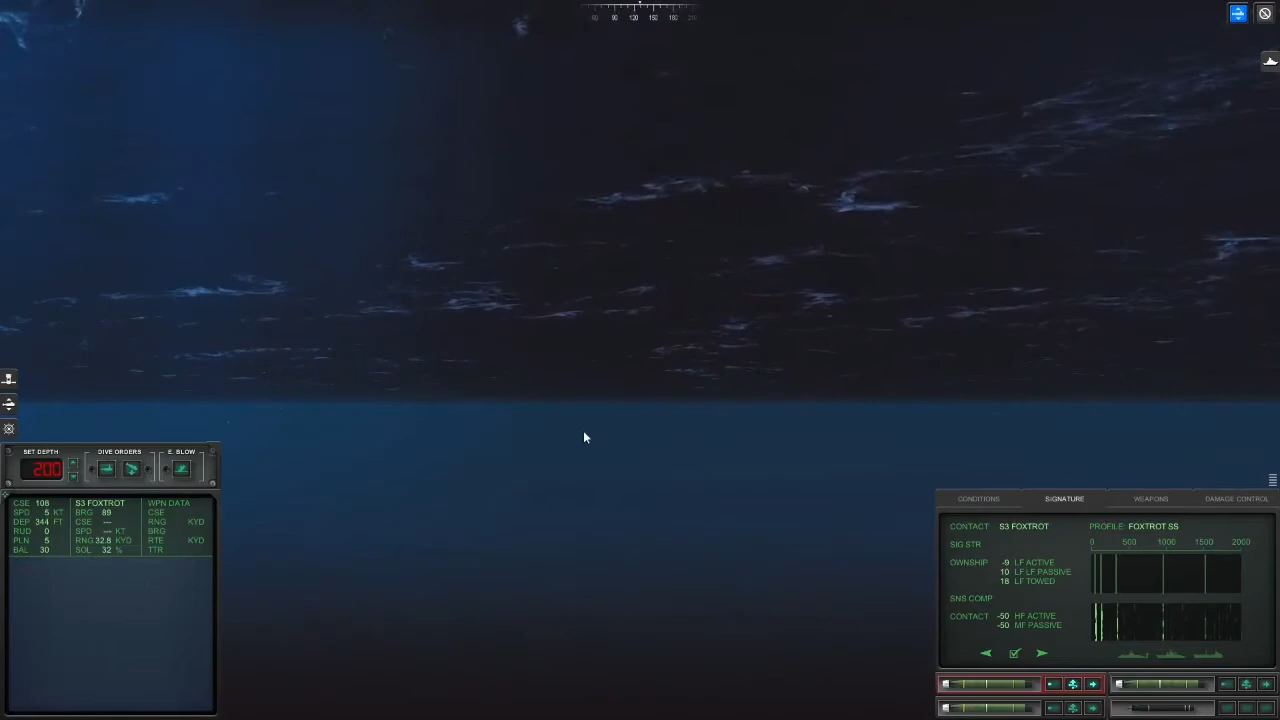 60 90 120 150 180 210
SET DEPTH DIVE ORDERS E. BLOW
200
CSE 108 S3 FOXTROT WPN DATA
SPD 5 KT BRG 89 CSE
DEP 344 FT CSE --- RNG KYD
RUD 0 SPD --- KT BRG
PLN 5 RNG 32.8 KYD RTE KYD
BAL 30 SOL 32 % TTR
CONDITIONS SIGNATURE WEAPONS DAMAGE CONTROL
CONTACT S3 FOXTROT PROFILE: FOXTROT SS
SIG STR 0 500 1000 1500 2000
OWNSHIP -9 LF ACTIVE
10 LF LF PASSIVE
18 LF TOWED
SNS COMP
CONTACT -50 HF ACTIVE
-50 MF PASSIVE